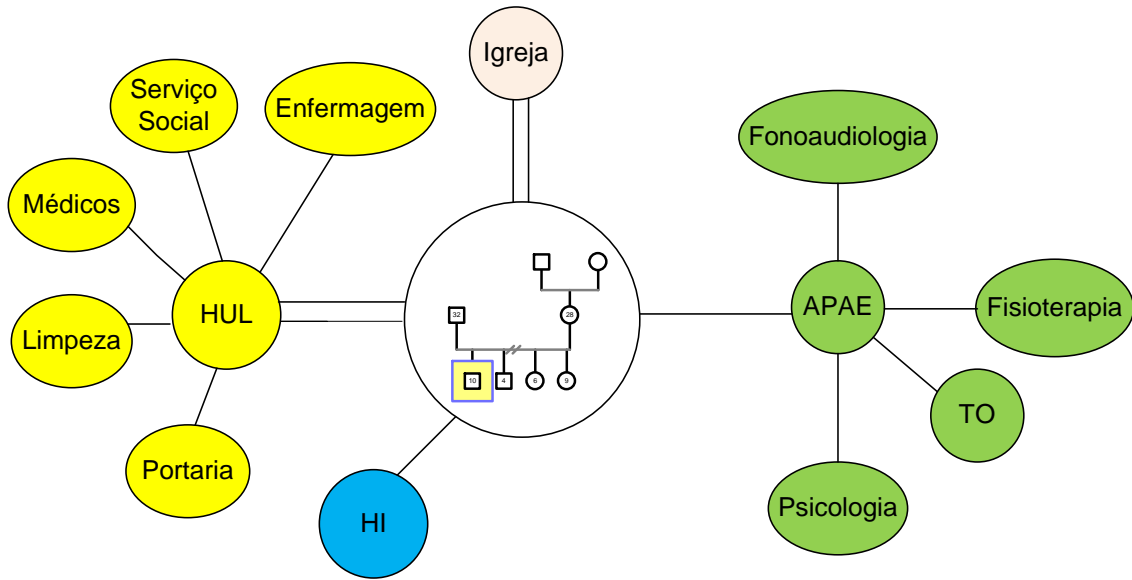 Igreja
Serviço
Social
Enfermagem
Fonoaudiologia
Médicos
HUL
Limpeza
Portaria
HI
32
28
10
4
6
9
APAE
Fisioterapia
TO
Psicologia